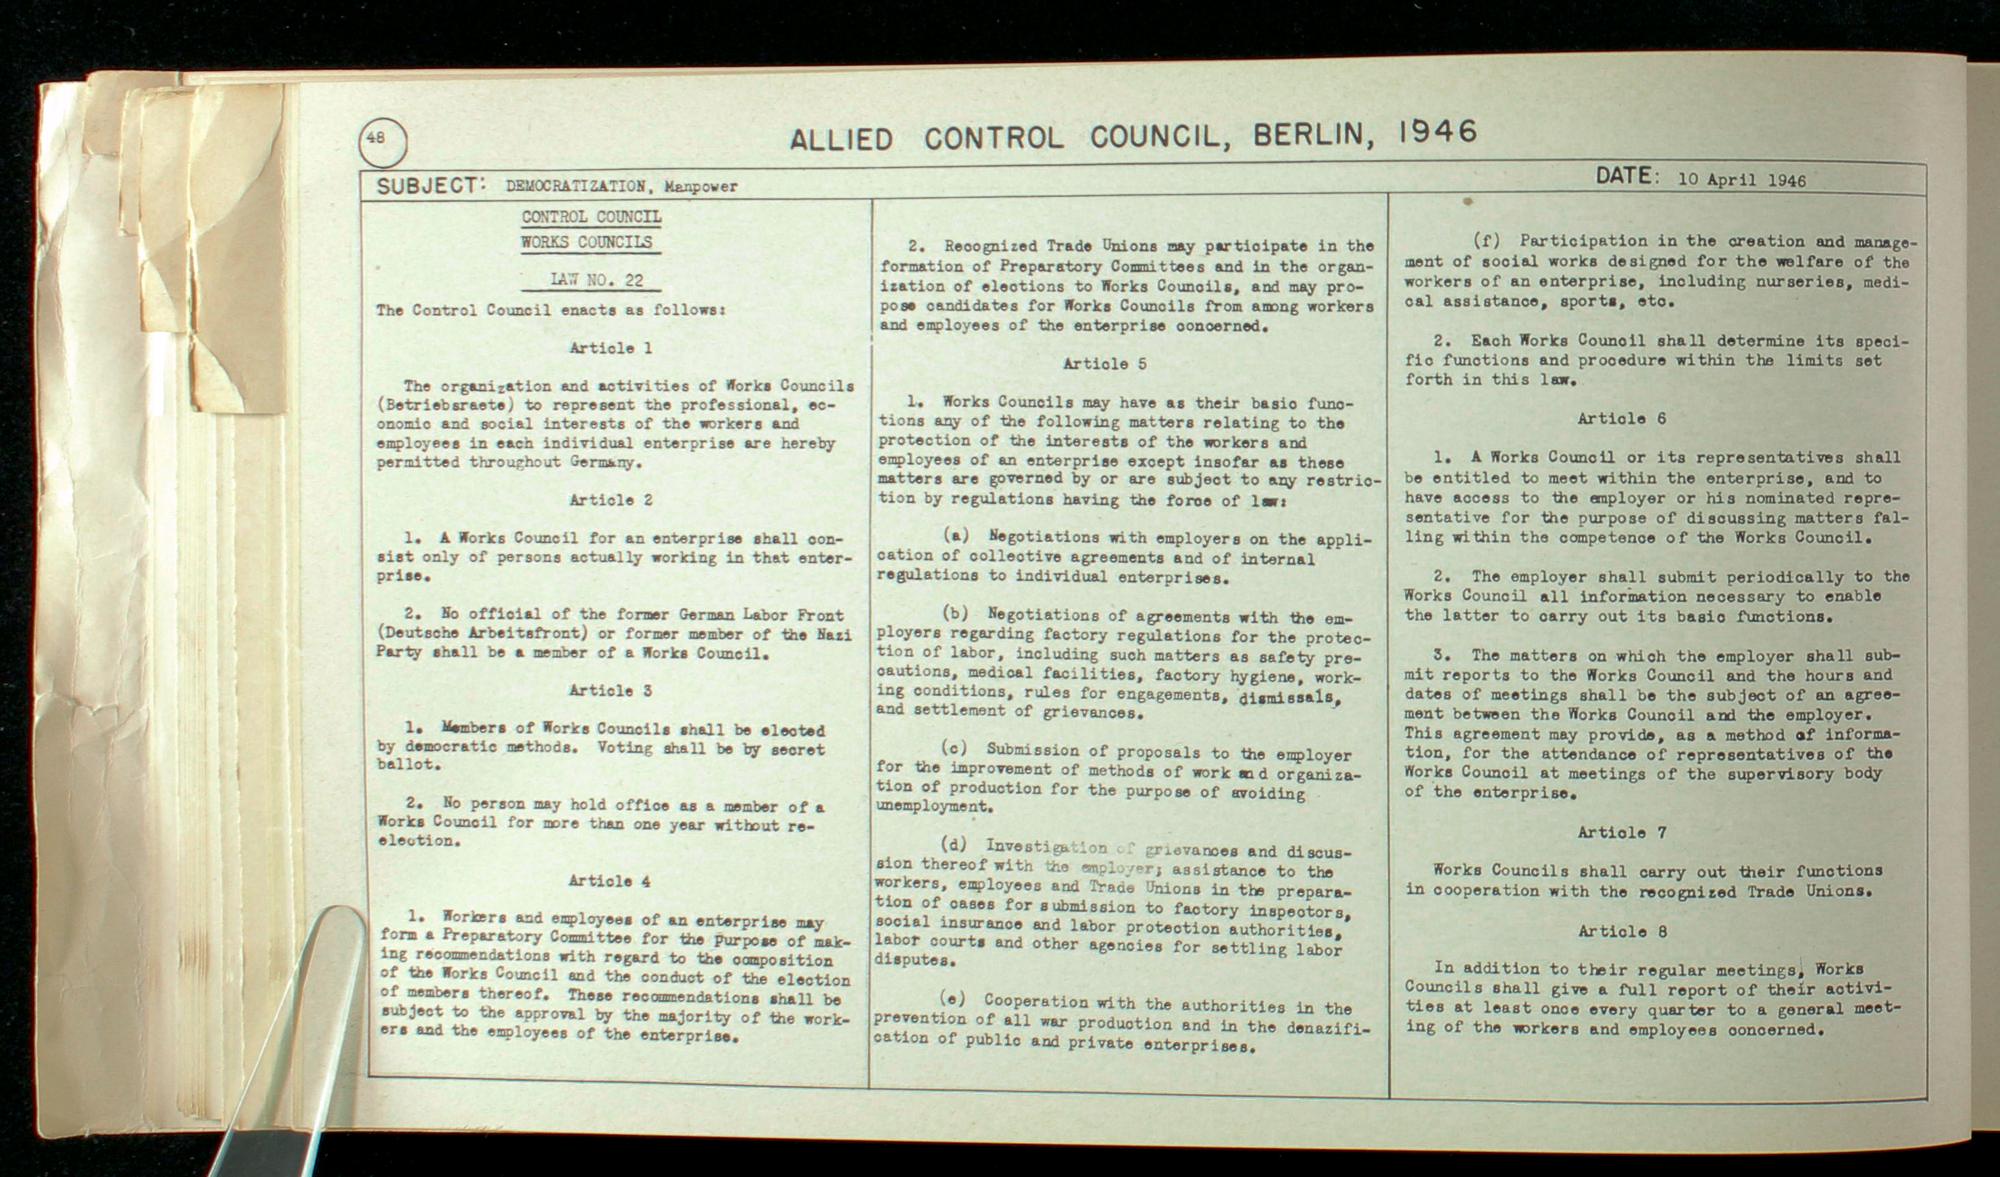 48
ALLIED CONTROL COUNCIL, BERLIN, 1946
SUBJECT: DEMOCRATIZATION, Manpower
DATE: 10 April 1946
CONTROL COUNCIL
WORKS COUNCILS
LAW NO. 22
The Control Council enacts as follows:
Article 1
The organization and activities of Works Councils
(Betriebsraete) to represent the professional, ec-
onomic and social interests of the workers and
employees in each individual enterprise are hereby
permitted throughout Germany.
Article 2
1. A Works Council for an enterprise shall con-
sist only of persons actually working in that enter-
prise.
2. No official of the former German Labor Front
(Deutsche Arbeitsfront) or former member of the Nazi
Party shall be a member of a Works Council.
Article 3
1. Members of Works Councils shall be elected
by democratic methods. Voting shall be by secret
ballot.
2. No person may hold office as a member of a
Works Council for more than one year without re-
election.
Article 4
1. Workers and employees of an enterprise may
form a Preparatory Committee for the Purpose of mak-
ing recommendations with regard to the composition
of the Works Council and the conduct of the election
of members thereof. These recommendations shall be
subject to the approval by the majority of the work-
ers and the employees of the enterprise.
2. Recognized Trade Unions may participate in the
formation of Preparatory Committees and in the organ-
ization of elections to Works Councils, and may pro-
pose candidates for Works Councils from among workers
and employees of the enterprise concerned.
Article 5
1. Works Councils may have as their basic func-
tions any of the following matters relating to the
protection of the interests of the workers and
employees of an enterprise except insofar as these
matters are governed by or are subject to any restric-
tion by regulations having the force of law:
(a) Negotiations with employers on the appli-
cation of collective agreements and of internal
regulations to individual enterprises.
(b) Negotiations of agreements with the em-
ployers regarding factory regulations for the protec-
tion of labor, including such matters as safety pre-
cautions, medical facilities, factory hygiene, work-
ing conditions, rules for engagements, dismissals,
and settlement of grievances.
(c) Submission of proposals to the employer
for the improvement of methods of work and organiza-
tion of production for the purpose of avoiding
unemployment.
(d) Investigation of grievances and discus-
sion thereof with the employer; assistance to the
workers, employees and Trade Unions in the prepara-
tion of cases for submission to factory inspectors,
social insurance and labor protection authorities,
labor courts and other agencies for settling labor
disputes.
(e) Cooperation with the authorities in the
prevention of all war production and in the denazifi-
cation of public and private enterprises.
(f) Participation in the creation and manage-
ment of social works designed for the welfare of the
workers of an enterprise, including nurseries, medi-
cal assistance, sports, etc.
2. Each Works Council shall determine its speci-
fic functions and procedure within the limits set
forth in this law.
Article 6
1. A Works Council or its representatives shall
be entitled to meet within the enterprise, and to
have access to the employer or his nominated repre-
sentative for the purpose of discussing matters fal-
ling within the competence of the Works Council.
2. The employer shall submit periodically to the
Works Council all information necessary to enable
the latter to carry out its basic functions.
3. The matters on which the employer shall sub-
mit reports to the Works Council and the hours and
dates of meetings shall be the subject of an agree-
ment between the Works Council and the employer.
This agreement may provide, as a method of informa-
tion, for the attendance of representatives of the
Works Council at meetings of the supervisory body
of the enterprise.
Article 7
Works Councils shall carry out their functions
in cooperation with the recognized Trade Unions.
Article 8
In addition to their regular meetings, Works
Councils shall give a full report of their activi-
ties at least once every quarter to a general meet-
ing of the workers and employees concerned.